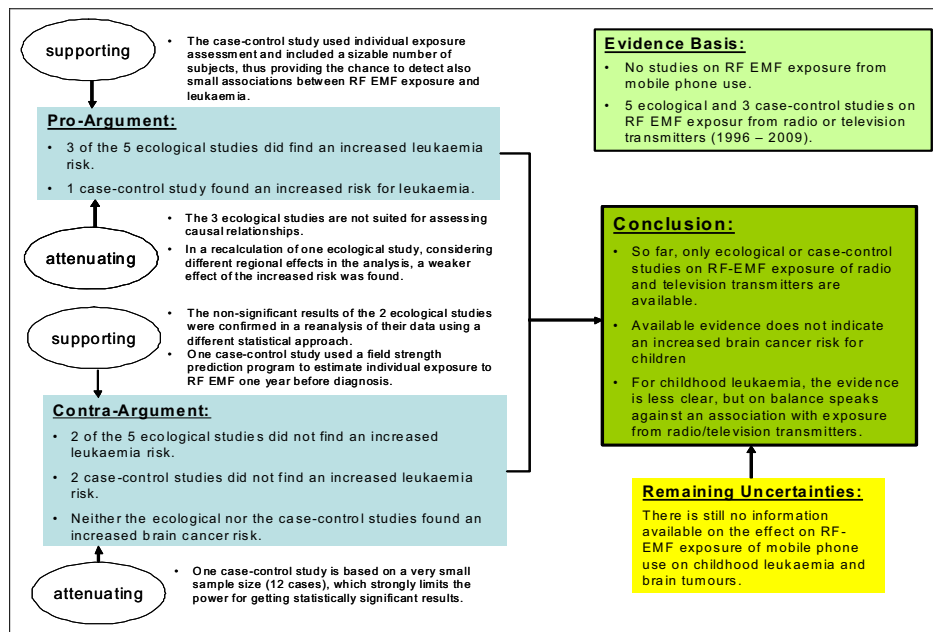 supporting
• The case-control study used individual exposure
assessment and included a sizable number of
subjects, thus providing the chance to detect also
small associations between RF EMF exposure and
leukaemia.
Pro-Argument:
• 3 of the 5 ecological studies did find an increased leukaemia
risk.
• 1 case-control study found an increased risk for leukaemia.
attenuating
• The 3 ecological studies are not suited for assessing
causal relationships.
• In a recalculation of one ecological study, considering
different regional effects in the analysis, a weaker
effect of the increased risk was found.
supporting
• The non-significant results of the 2 ecological studies
were confirmed in a reanalysis of their data using a
different statistical approach.
• One case-control study used a field strength
prediction program to estimate individual exposure to
RF EMF one year before diagnosis.
Contra-Argument:
• 2 of the 5 ecological studies did not find an increased
leukaemia risk.
• 2 case-control studies did not find an increased leukaemia
risk.
• Neither the ecological nor the case-control studies found an
increased brain cancer risk.
attenuating
• One case-control study is based on a very small
sample size (12 cases), which strongly limits the
power for getting statistically significant results.
Evidence Basis:
• No studies on RF EMF exposure from
mobile phone use.
• 5 ecological and 3 case-control studies on
RF EMF exposur from radio or television
transmitters (1996 – 2009).
Conclusion:
• So far, only ecological or case-control
studies on RF-EMF exposure of radio
and television transmitters are
available.
• Available evidence does not indicate
an increased brain cancer risk for
children
• For childhood leukaemia, the evidence
is less clear, but on balance speaks
against an association with exposure
from radio/television transmitters.
Remaining Uncertainties:
There is still no information
available on the effect on RF-
EMF exposure of mobile phone
use on childhood leukaemia and
brain tumours.